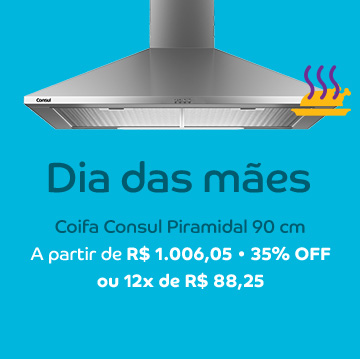 Consul
Dia das mães
Coifa Consul Piramidal 90 cm
A partir de R$ 1.006,05 • 35% OFF
ou 12x de R$ 88,25